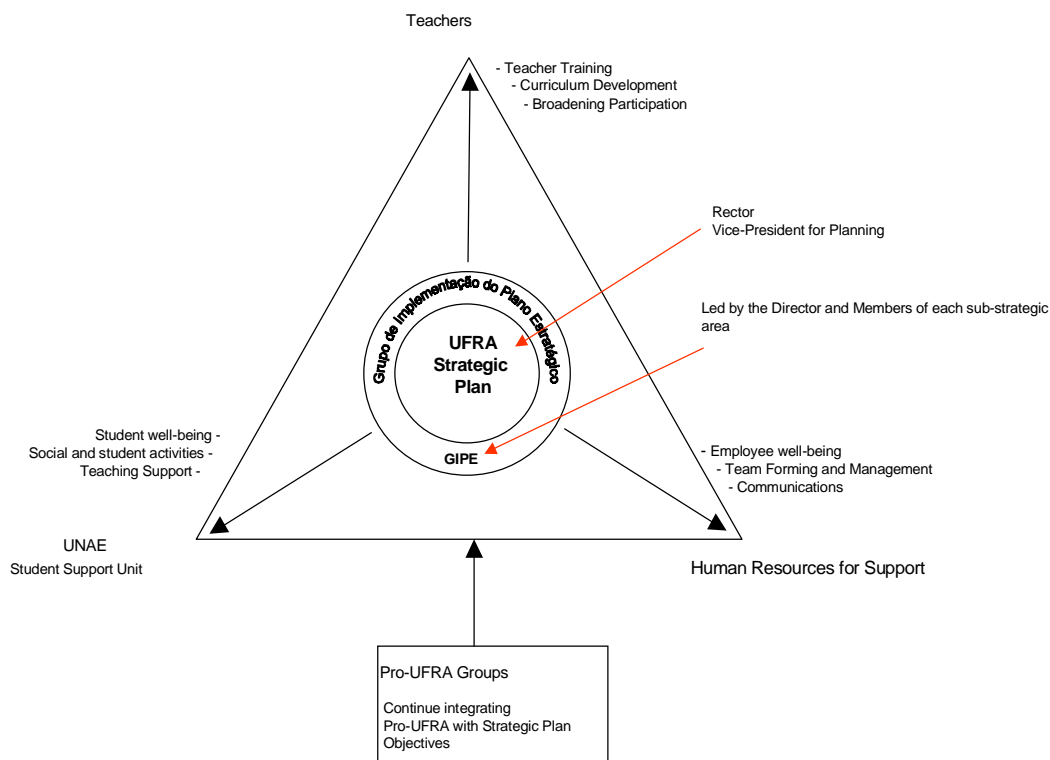 Teachers
- Teacher Training
- Curriculum Development
- Broadening Participation
Rector
Vice-President for Planning
Led by the Director and Members of each sub-strategic
area
Grupo de Implementação do Plano Estratégico
UFRA
Strategic
Plan
GIPE
Student well-being -
Social and student activities -
Teaching Support -
- Employee well-being
- Team Forming and Management
- Communications
UNAE
Student Support Unit
Human Resources for Support
Pro-UFRA Groups
Continue integrating
Pro-UFRA with Strategic Plan
Objectives